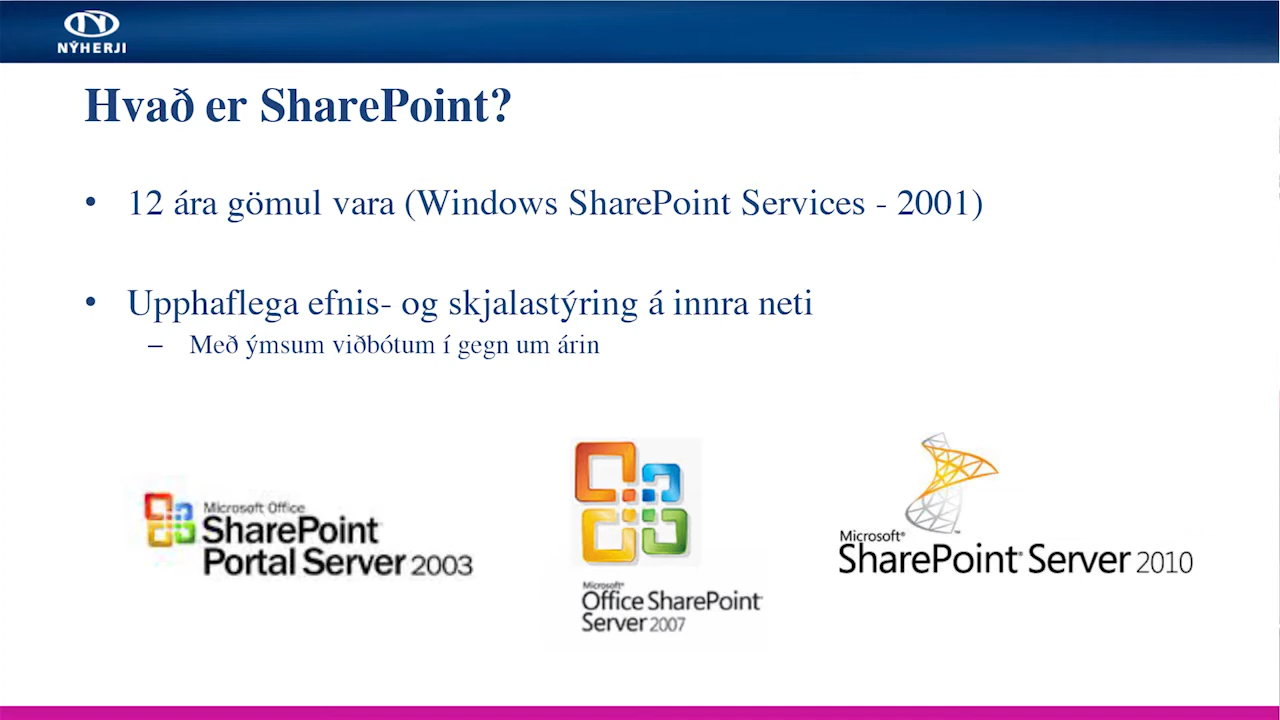 NÝHERJI
Hvað er SharePoint?
• 12 ára gömul vara (Windows SharePoint Services - 2001)
• Upphaflega efnis- og skjalastýring á innra neti
– Með ýmsum viðbótum í gegn um árin
Microsoft Office
SharePoint
Portal Server 2003
Microsoft®
Office SharePoint
Server 2007
Microsoft®
SharePoint® Server 2010